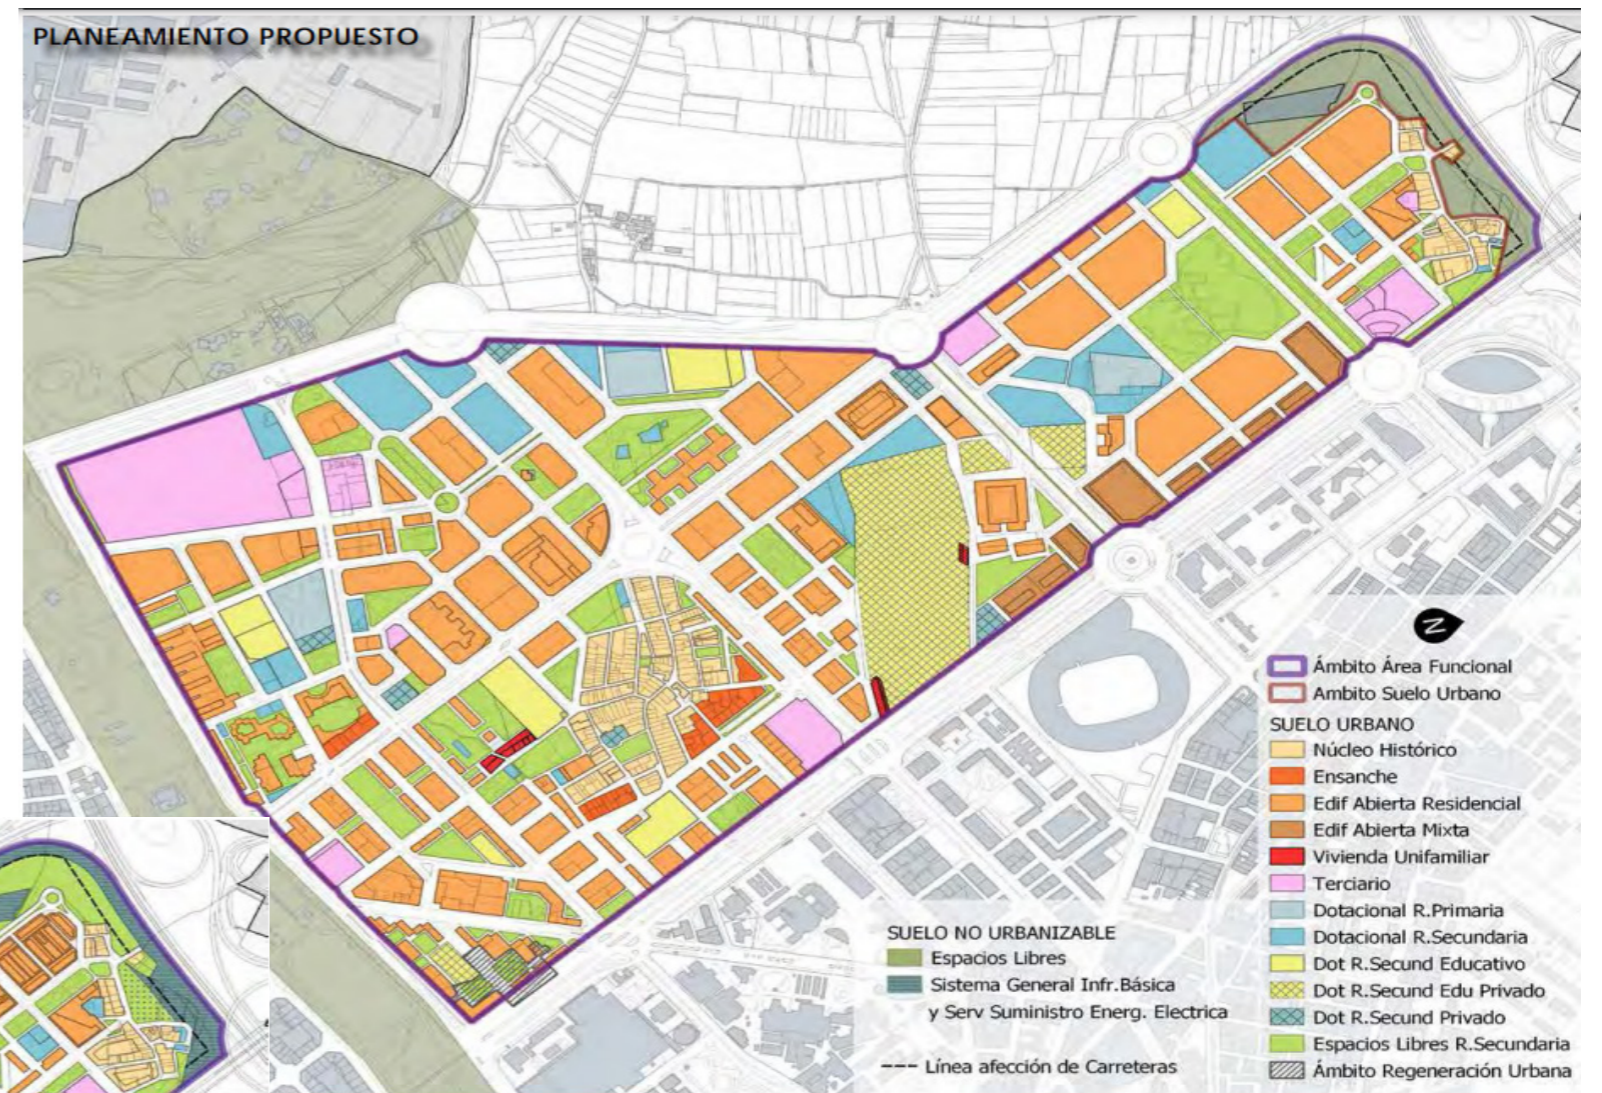 PLANEAMIENTO PROPUESTO
N
Ámbito Área Funcional
Ambito Suelo Urbano
SUELO URBANO
Núcleo Histórico
Ensanche
Edif Abierta Residencial
Edif Abierta Mixta
Vivienda Unifamiliar
Terciario
Dotacional R.Primaria
Dotacional R.Secundaria
Dot R.Secund Educativo
Dot R.Secund Edu Privado
Dot R.Secund Privado
Espacios Libres R.Secundaria
Ámbito Regeneración Urbana
SUELO NO URBANIZABLE
Espacios Libres
Sistema General Infr.Básica
y Serv Suministro Energ. Electrica
Línea afección de Carreteras